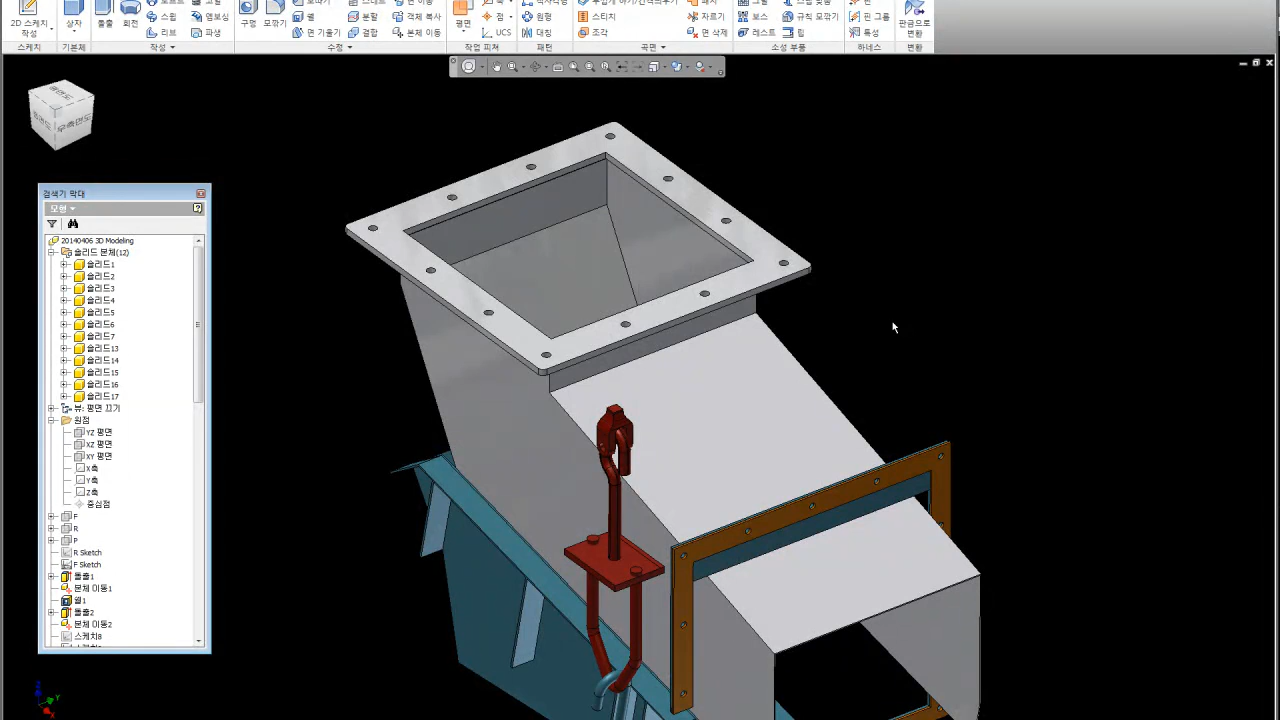 2D 스케치
작성
상자
돌출
회전
스윕
리브
엠보싱
파생
구멍
모깎기
쉘
면 기울기
분할
결합
객체 복사
본체 이동
평면
점
UCS
원형
대칭
스티치
조각
자르기
면 삭제
보스
레스트
규칙 모깎기
립
핀 그룹
특성
판금으로
변환
스케치
기본체
작성
수정
작업 피쳐
패턴
곡면
소성 부품
하네스
변환
평면도
우측면도
검색기 막대
모형
20140406 3D Modeling
솔리드 본체(12)
솔리드1
솔리드2
솔리드3
솔리드4
솔리드5
솔리드6
솔리드7
솔리드13
솔리드14
솔리드15
솔리드16
솔리드17
뷰: 평면 끄기
원점
YZ 평면
XZ 평면
XY 평면
X축
Y축
Z축
중심점
F
R
P
R Sketch
F Sketch
돌출1
본체 이동1
쉘1
돌출2
본체 이동2
스케치8
Z
Y
X